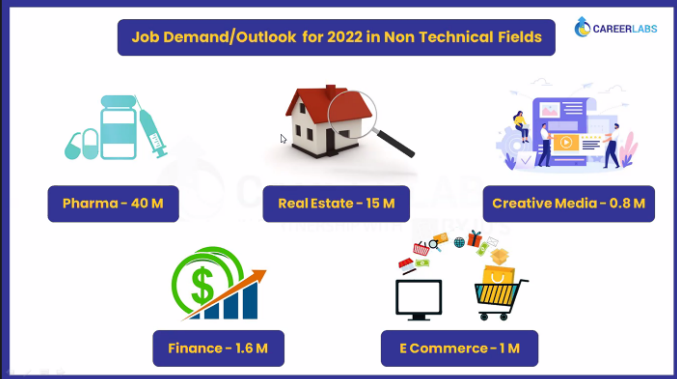 Job Demand/Outlook for 2022 in Non Technical Fields
CAREERLABS
Pharma - 40 M
Real Estate - 15 M
Creative Media - 0.8 M
Finance - 1.6 M
E Commerce - 1 M